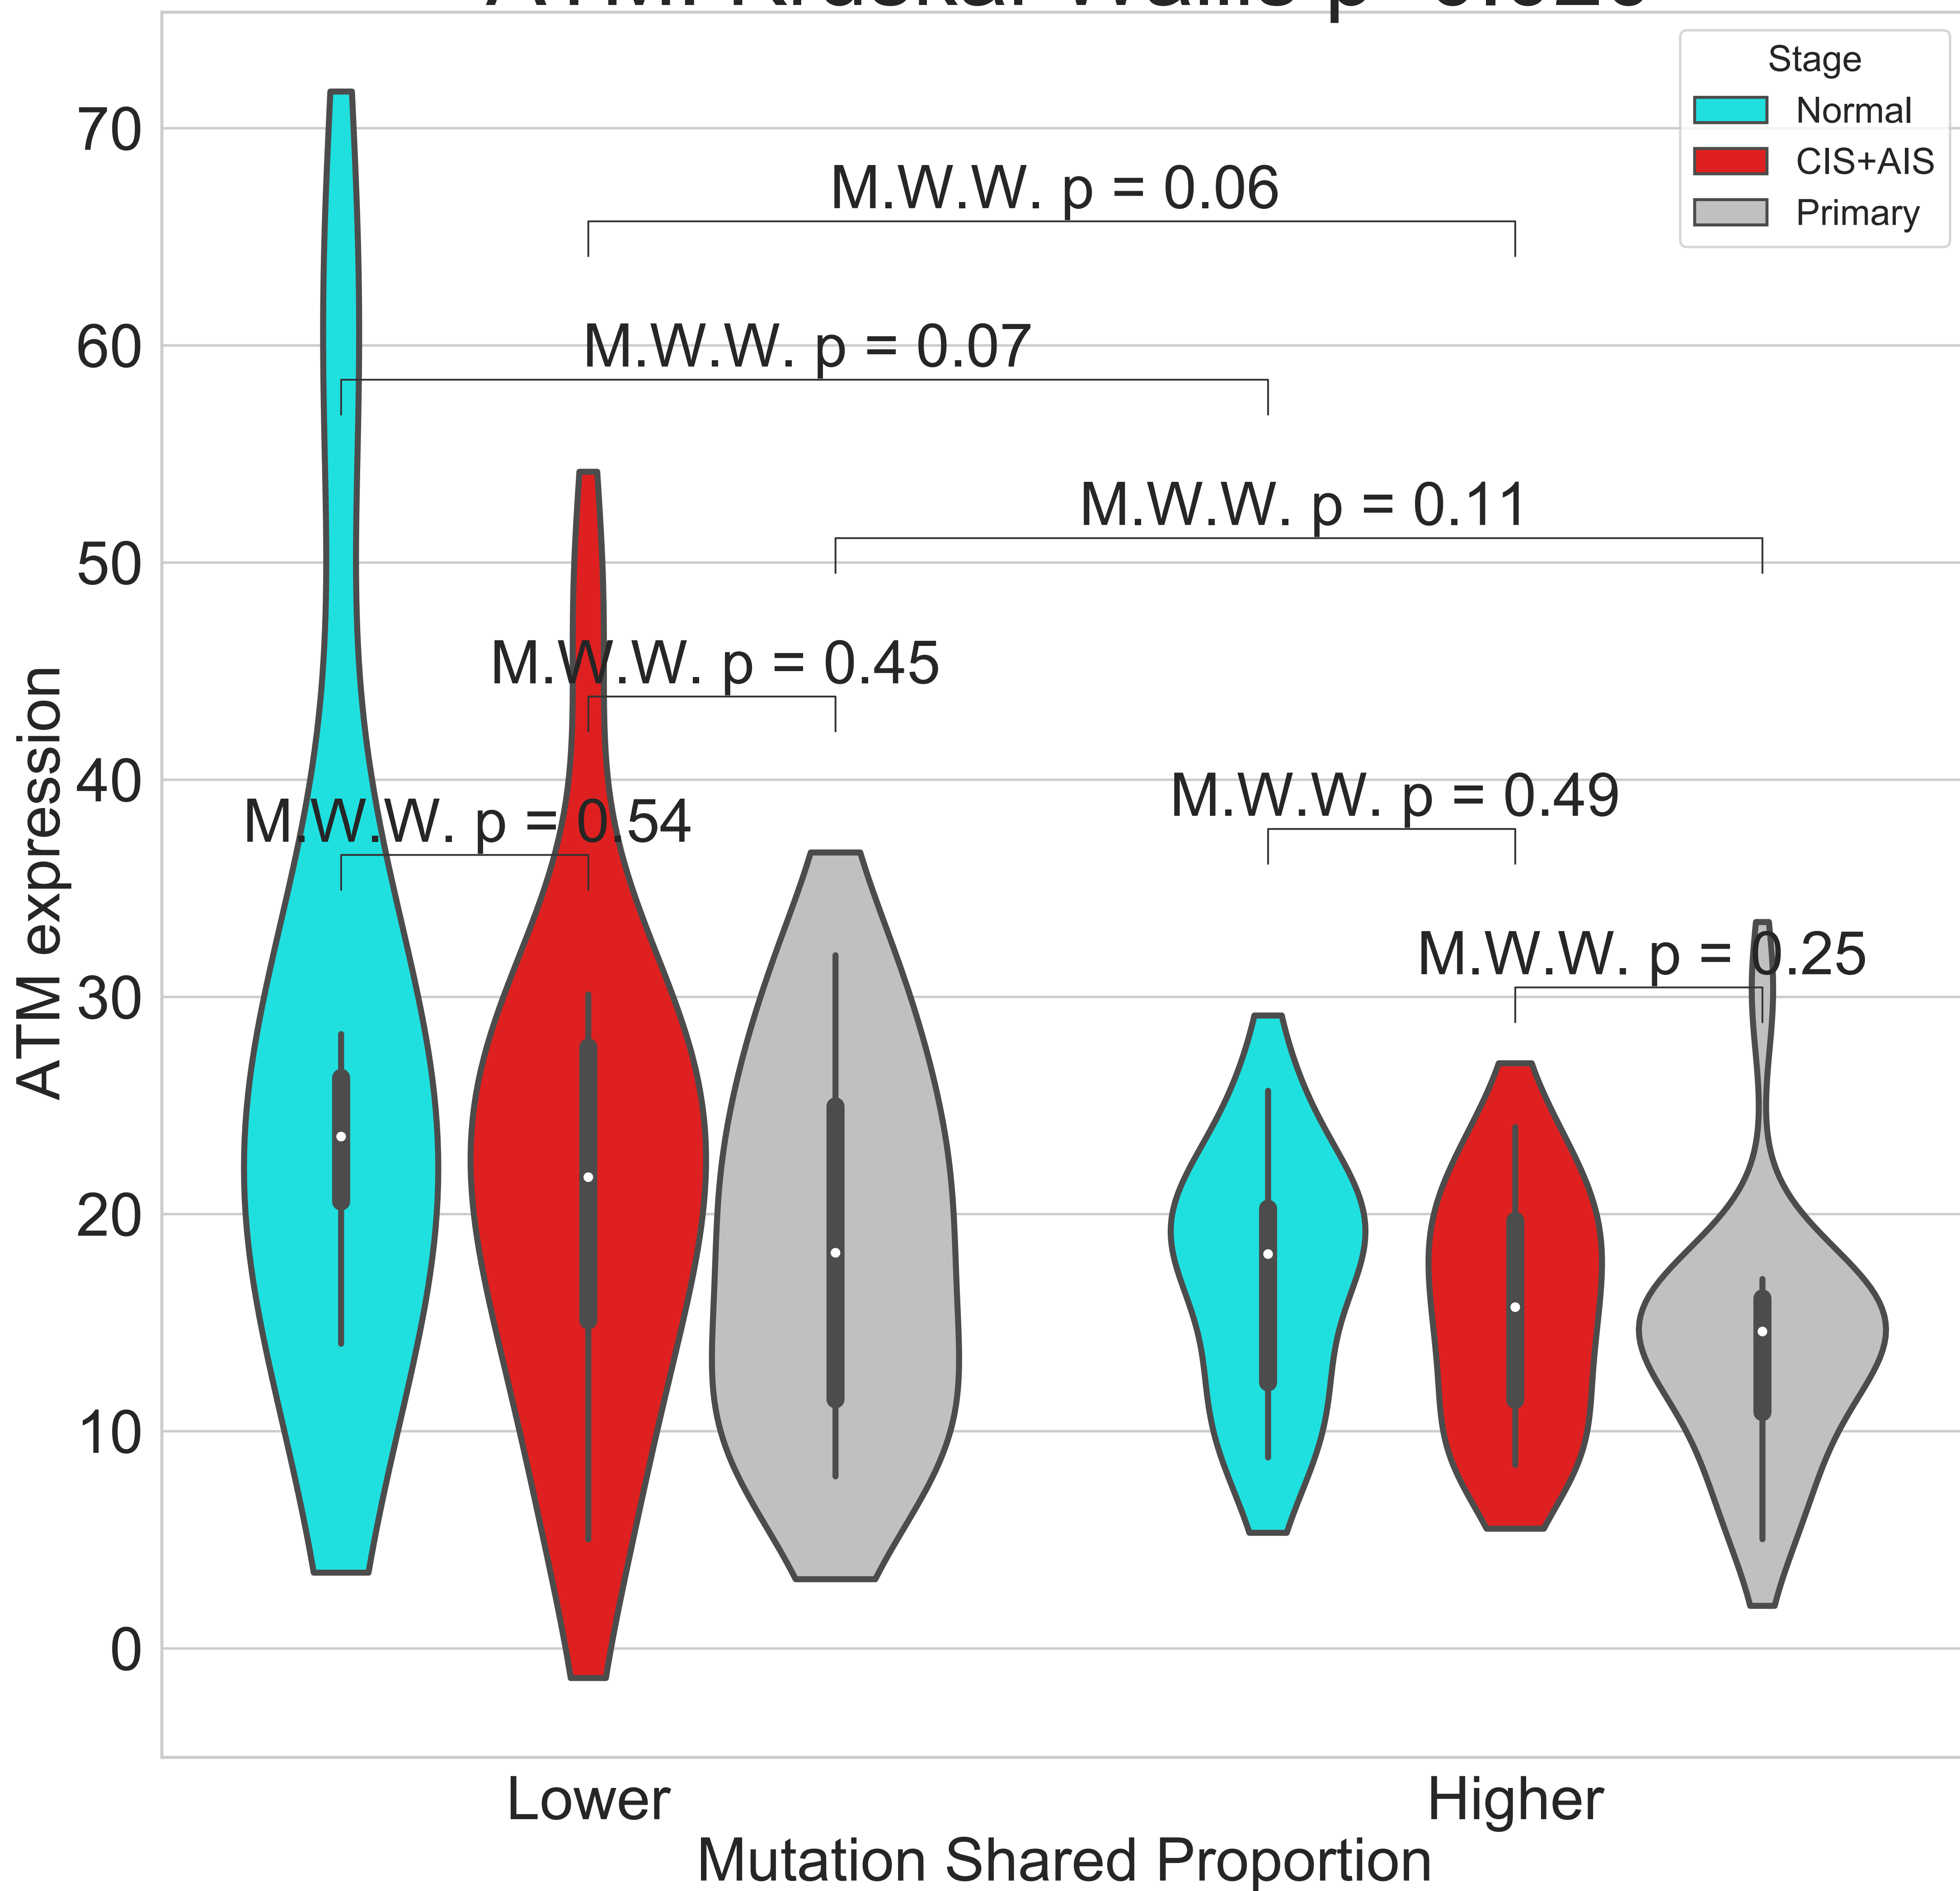 Stage
Normal
CIS+AIS
Primary
70
60
50
40
30
20
10
0
ATM expression
M.W.W. p = 0.06
M.W.W. p = 0.07
M.W.W. p = 0.11
M.W.W. p = 0.45
M.W.W. p = 0.54
M.W.W. p = 0.49
M.W.W. p = 0.25
Lower
Higher
Mutation Shared Proportion